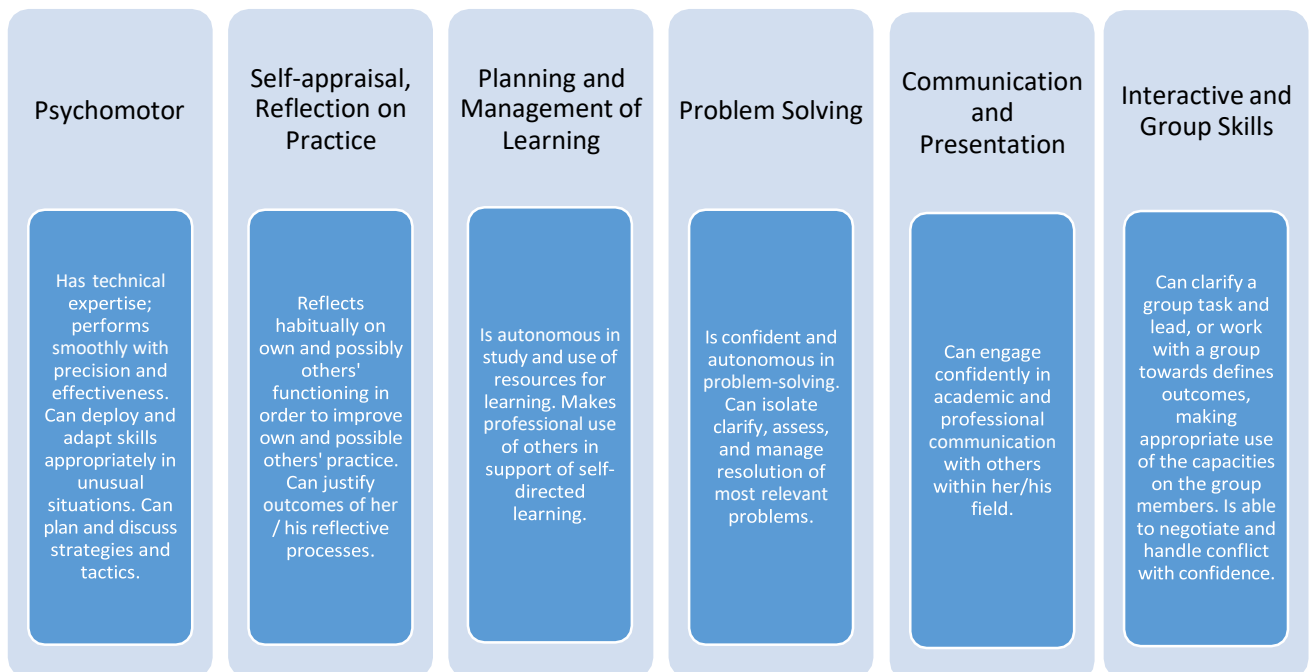 Psychomotor
Has technical
expertise;
performs
smoothly with
precision and
effectiveness.
Can deploy and
adapt skills
appropriately in
unusual
situations. Can
plan and discuss
strategies and
tactics.
Self-appraisal,
Reflection on
Practice
Reflects
habitually on
own and possibly
others'
functioning in
order to improve
own and possible
others' practice.
Can justify
outcomes of her
/ his reflective
processes.
Planning and
Management of
Learning
Is autonomous in
study and use of
resources for
learning. Makes
professional use
of others in
support of self-
directed
learning.
Problem Solving
Is confident and
autonomous in
problem-solving.
Can isolate
clarify, assess,
and manage
resolution of
most relevant
problems.
Communication
and
Presentation
Can engage
confidently in
academic and
professional
communication
with others
within her/his
field.
Interactive and
Group Skills
Can clarify a
group task and
lead, or work
with a group
towards defines
outcomes,
making
appropriate use
of the capacities
on the group
members. Is able
to negotiate and
handle conflict
with confidence.